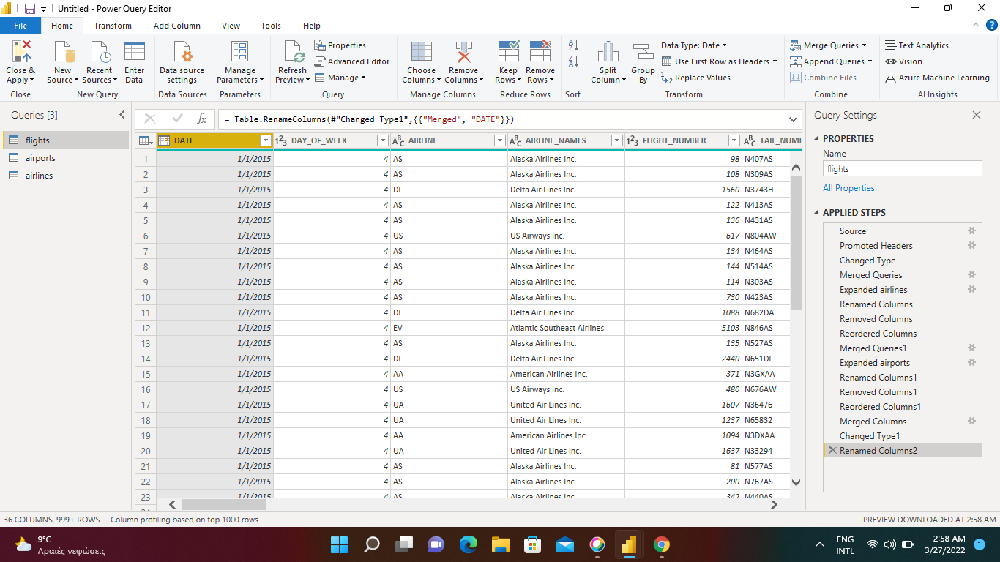 Untitled - Power Query Editor
File Home Transform Add Column View Tools Help
Close & Apply
Close
New Source
Recent Sources
Enter Data
New Query
Data source settings
Data Sources
Manage Parameters
Parameters
Refresh Preview
Properties
Advanced Editor
Manage
Query
Choose Columns
Remove Columns
Manage Columns
Keep Rows
Remove Rows
Reduce Rows
Sort
Split Column
Group By
Data Type: Date
Use First Row as Headers
Replace Values
Transform
Merge Queries
Append Queries
Combine Files
Combine
Text Analytics
Vision
Azure Machine Learning
AI Insights
Queries [3]
flights
airports
airlines
= Table.RenameColumns(#"Changed Type1",{{"Merged", "DATE"}})
DATE DAY_OF_WEEK AIRLINE AIRLINE_NAMES FLIGHT_NUMBER TAIL_NUME
1 1/1/2015 4 AS Alaska Airlines Inc. 98 N407AS
2 1/1/2015 4 AS Alaska Airlines Inc. 108 N309AS
3 1/1/2015 4 DL Delta Air Lines Inc. 1560 N3743H
4 1/1/2015 4 AS Alaska Airlines Inc. 122 N413AS
5 1/1/2015 4 AS Alaska Airlines Inc. 136 N431AS
6 1/1/2015 4 US US Airways Inc. 617 N804AW
7 1/1/2015 4 AS Alaska Airlines Inc. 134 N464AS
8 1/1/2015 4 AS Alaska Airlines Inc. 144 N514AS
9 1/1/2015 4 AS Alaska Airlines Inc. 114 N303AS
10 1/1/2015 4 AS Alaska Airlines Inc. 730 N423AS
11 1/1/2015 4 DL Delta Air Lines Inc. 1088 N682DA
12 1/1/2015 4 EV Atlantic Southeast Airlines 5103 N846AS
13 1/1/2015 4 AS Alaska Airlines Inc. 135 N527AS
14 1/1/2015 4 DL Delta Air Lines Inc. 2440 N651DL
15 1/1/2015 4 AA American Airlines Inc. 371 N3GXAA
16 1/1/2015 4 US US Airways Inc. 480 N676AW
17 1/1/2015 4 UA United Air Lines Inc. 1607 N36476
18 1/1/2015 4 UA United Air Lines Inc. 1237 N65832
19 1/1/2015 4 AA American Airlines Inc. 1094 N3DXAA
20 1/1/2015 4 UA United Air Lines Inc. 1637 N33294
21 1/1/2015 4 AS Alaska Airlines Inc. 81 N577AS
22 1/1/2015 4 AS Alaska Airlines Inc. 200 N767AS
23 1/1/2015 4 AS Alaska Airlines Inc. 342 N440AS
Query Settings
PROPERTIES
Name
flights
All Properties
APPLIED STEPS
Source
Promoted Headers
Changed Type
Merged Queries
Expanded airlines
Renamed Columns
Removed Columns
Reordered Columns
Merged Queries1
Expanded airports
Renamed Columns1
Removed Columns1
Reordered Columns1
Merged Columns
Changed Type1
Renamed Columns2
36 COLUMNS, 999+ ROWS Column profiling based on top 1000 rows
PREVIEW DOWNLOADED AT 2:58 AM
9°C
Αραιές νεφώσεις
ENG
INTL
2:58 AM
3/27/2022
1